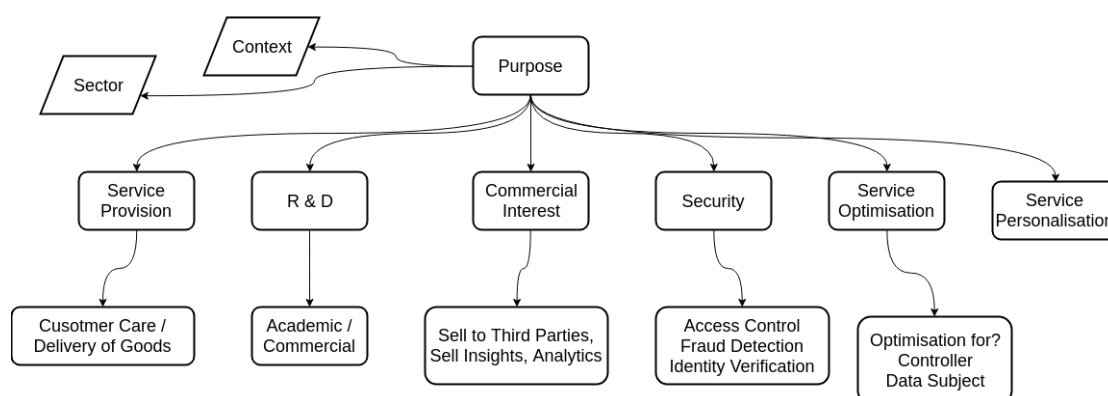 Context
Purpose
Sector
Service
Provision
R & D
Commercial
Interest
Security
Service
Optimisation
Service
Personalisation
Cusotmer Care /
Delivery of Goods
Academic /
Commercial
Sell to Third Parties,
Sell Insights, Analytics
Access Control
Fraud Detection
Identity Verification
Optimisation for?
Controller
Data Subject